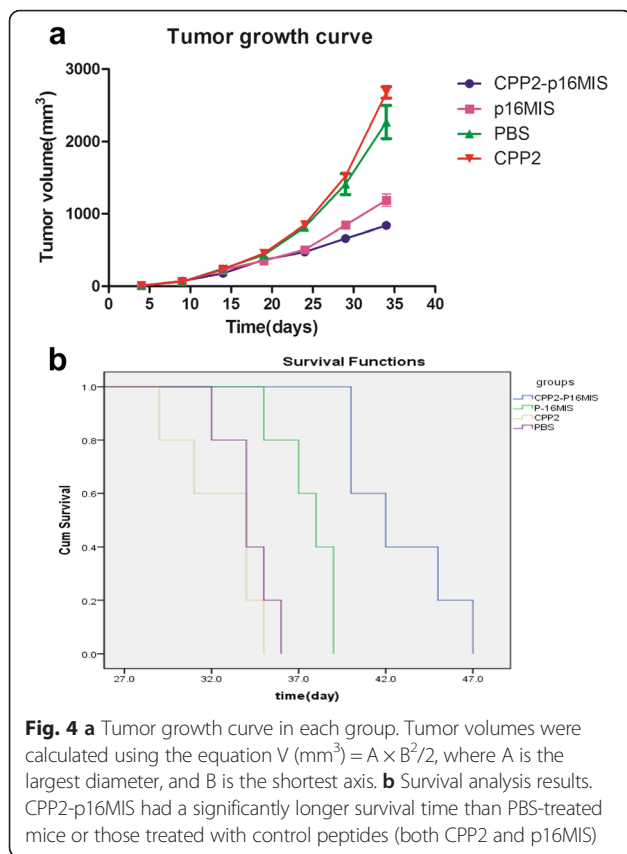 a
Tumor growth curve
3000
2000
1000
0
Tumor volume(mm³)
0 5 10 15 20 25 30 35 40
Time(days)
CPP2-p16MIS
p16MIS
PBS
CPP2
b
Survival Functions
1.0
0.8
0.6
0.4
0.2
0.0
Cum Survival
27.0 32.0 37.0 42.0 47.0
time(day)
groups
CPP2-P16MIS
P-16MIS
CPP2
PBS
Fig. 4 a Tumor growth curve in each group. Tumor volumes were
calculated using the equation V (mm³) = A × B²/2, where A is the
largest diameter, and B is the shortest axis. b Survival analysis results.
CPP2-p16MIS had a significantly longer survival time than PBS-treated
mice or those treated with control peptides (both CPP2 and p16MIS)